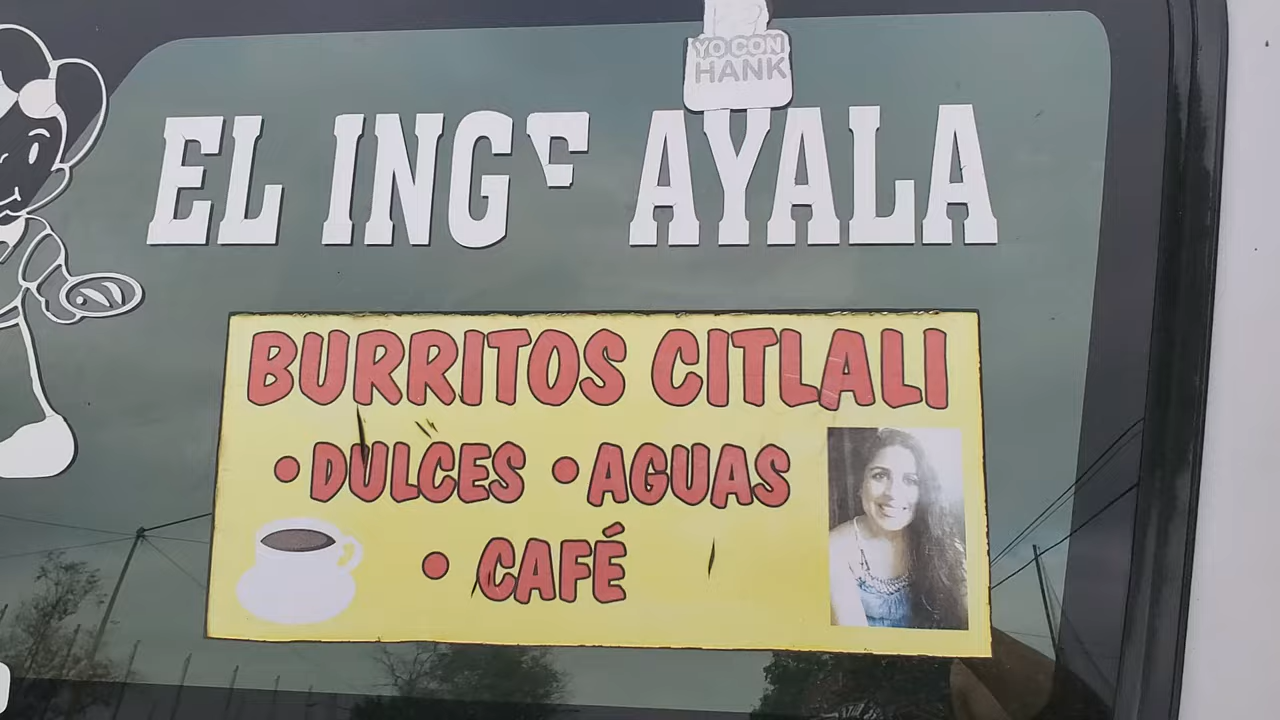 YO CON
HANK
EL ING AYALA
BURRITOS CITLALI
• DULCES • AGUAS
• CAFÉ